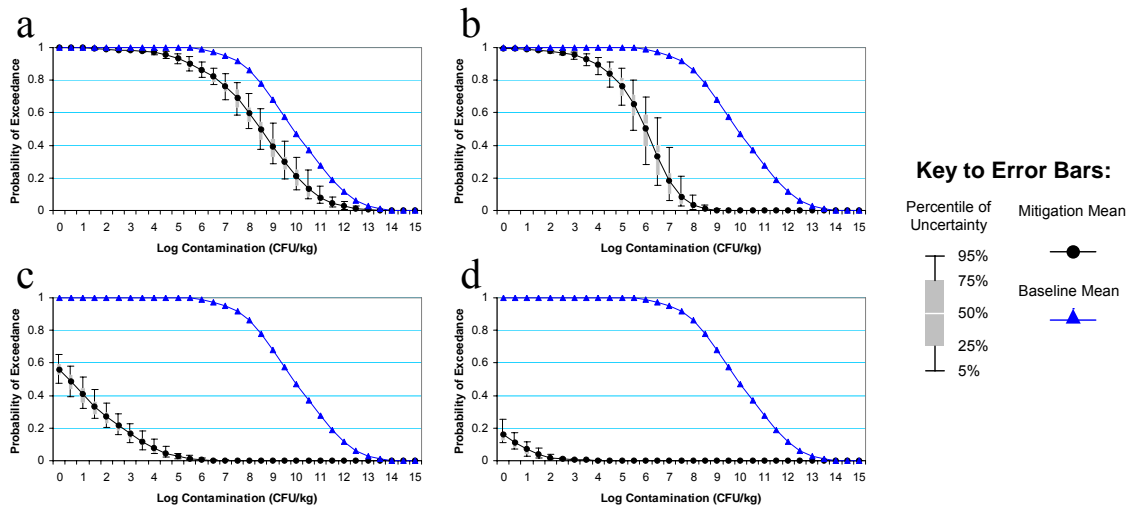 a
1
0.8
0.6
0.4
0.2
0
Probability of Exceedance
0 1 2 3 4 5 6 7 8 9 10 11 12 13 14 15
Log Contamination (CFU/kg)
b
1
0.8
0.6
0.4
0.2
0
Probability of Exceedance
0 1 2 3 4 5 6 7 8 9 10 11 12 13 14 15
Log Contamination (CFU/kg)
c
1
0.8
0.6
0.4
0.2
0
Probability of Exceedance
0 1 2 3 4 5 6 7 8 9 10 11 12 13 14 15
Log Contamination (CFU/kg)
d
1
0.8
0.6
0.4
0.2
0
Probability of Exceedance
0 1 2 3 4 5 6 7 8 9 10 11 12 13 14 15
Log Contamination (CFU/kg)
Key to Error Bars:
Percentile of
Uncertainty
95%
75%
50%
25%
5%
Mitigation Mean
Baseline Mean